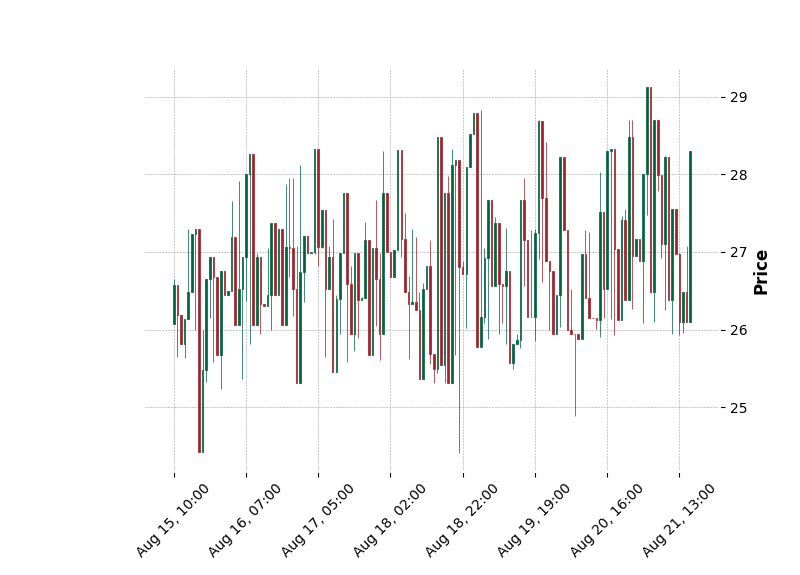 29
28
27
26
25
Price
Aug 15, 10:00
Aug 16, 07:00
Aug 17, 05:00
Aug 18, 02:00
Aug 18, 22:00
Aug 19, 19:00
Aug 20, 16:00
Aug 21, 13:00